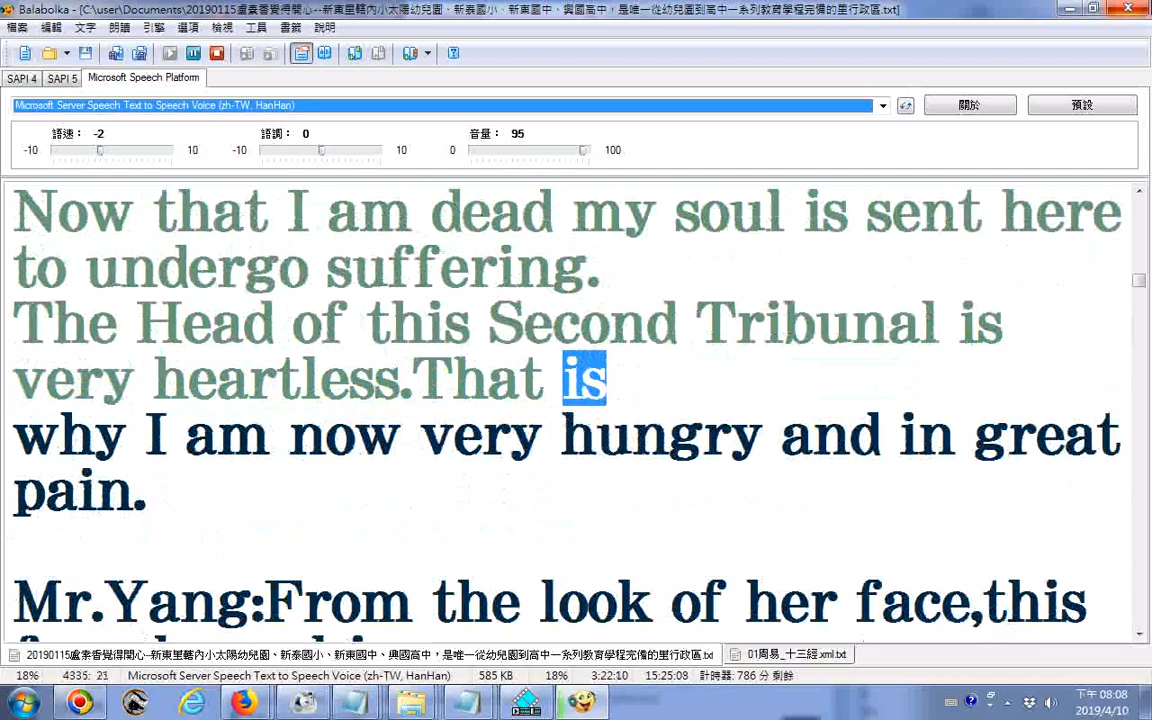 Balabolka - [C:\user\Documents\20190115盧素香覺得開心--新東里轄內小太陽幼兒園、新泰國小、新東國中、興國高中，是唯一從幼兒園到高中一系列教育學程完備的里行政區.txt]
檔案 編輯 文字 朗讀 引擎 選項 檢視 工具 書籤 說明
SAPI 4 SAPI 5 Microsoft Speech Platform
Microsoft Server Speech Text to Speech Voice (zh-TW, HanHan) 關於 預設
語速： -2 語調： 0 音量： 95
-10 10 -10 10 0 100
Now that I am dead my soul is sent here
to undergo suffering.
The Head of this Second Tribunal is
very heartless.That is
why I am now very hungry and in great
pain.
Mr.Yang:From the look of her face,this
20190115盧素香覺得開心--新東里轄內小太陽幼兒園、新泰國小、新東國中、興國高中，是唯一從幼兒園到高中一系列教育學程完備的里行政區.txt 01周易_十三經.xml.txt
18% 4335: 21 Microsoft Server Speech Text to Speech Voice (zh-TW, HanHan) 585 KB 18% 3:22:10 15:25:08 計時器: 786 分 剩餘
下午 08:08
2019/4/10